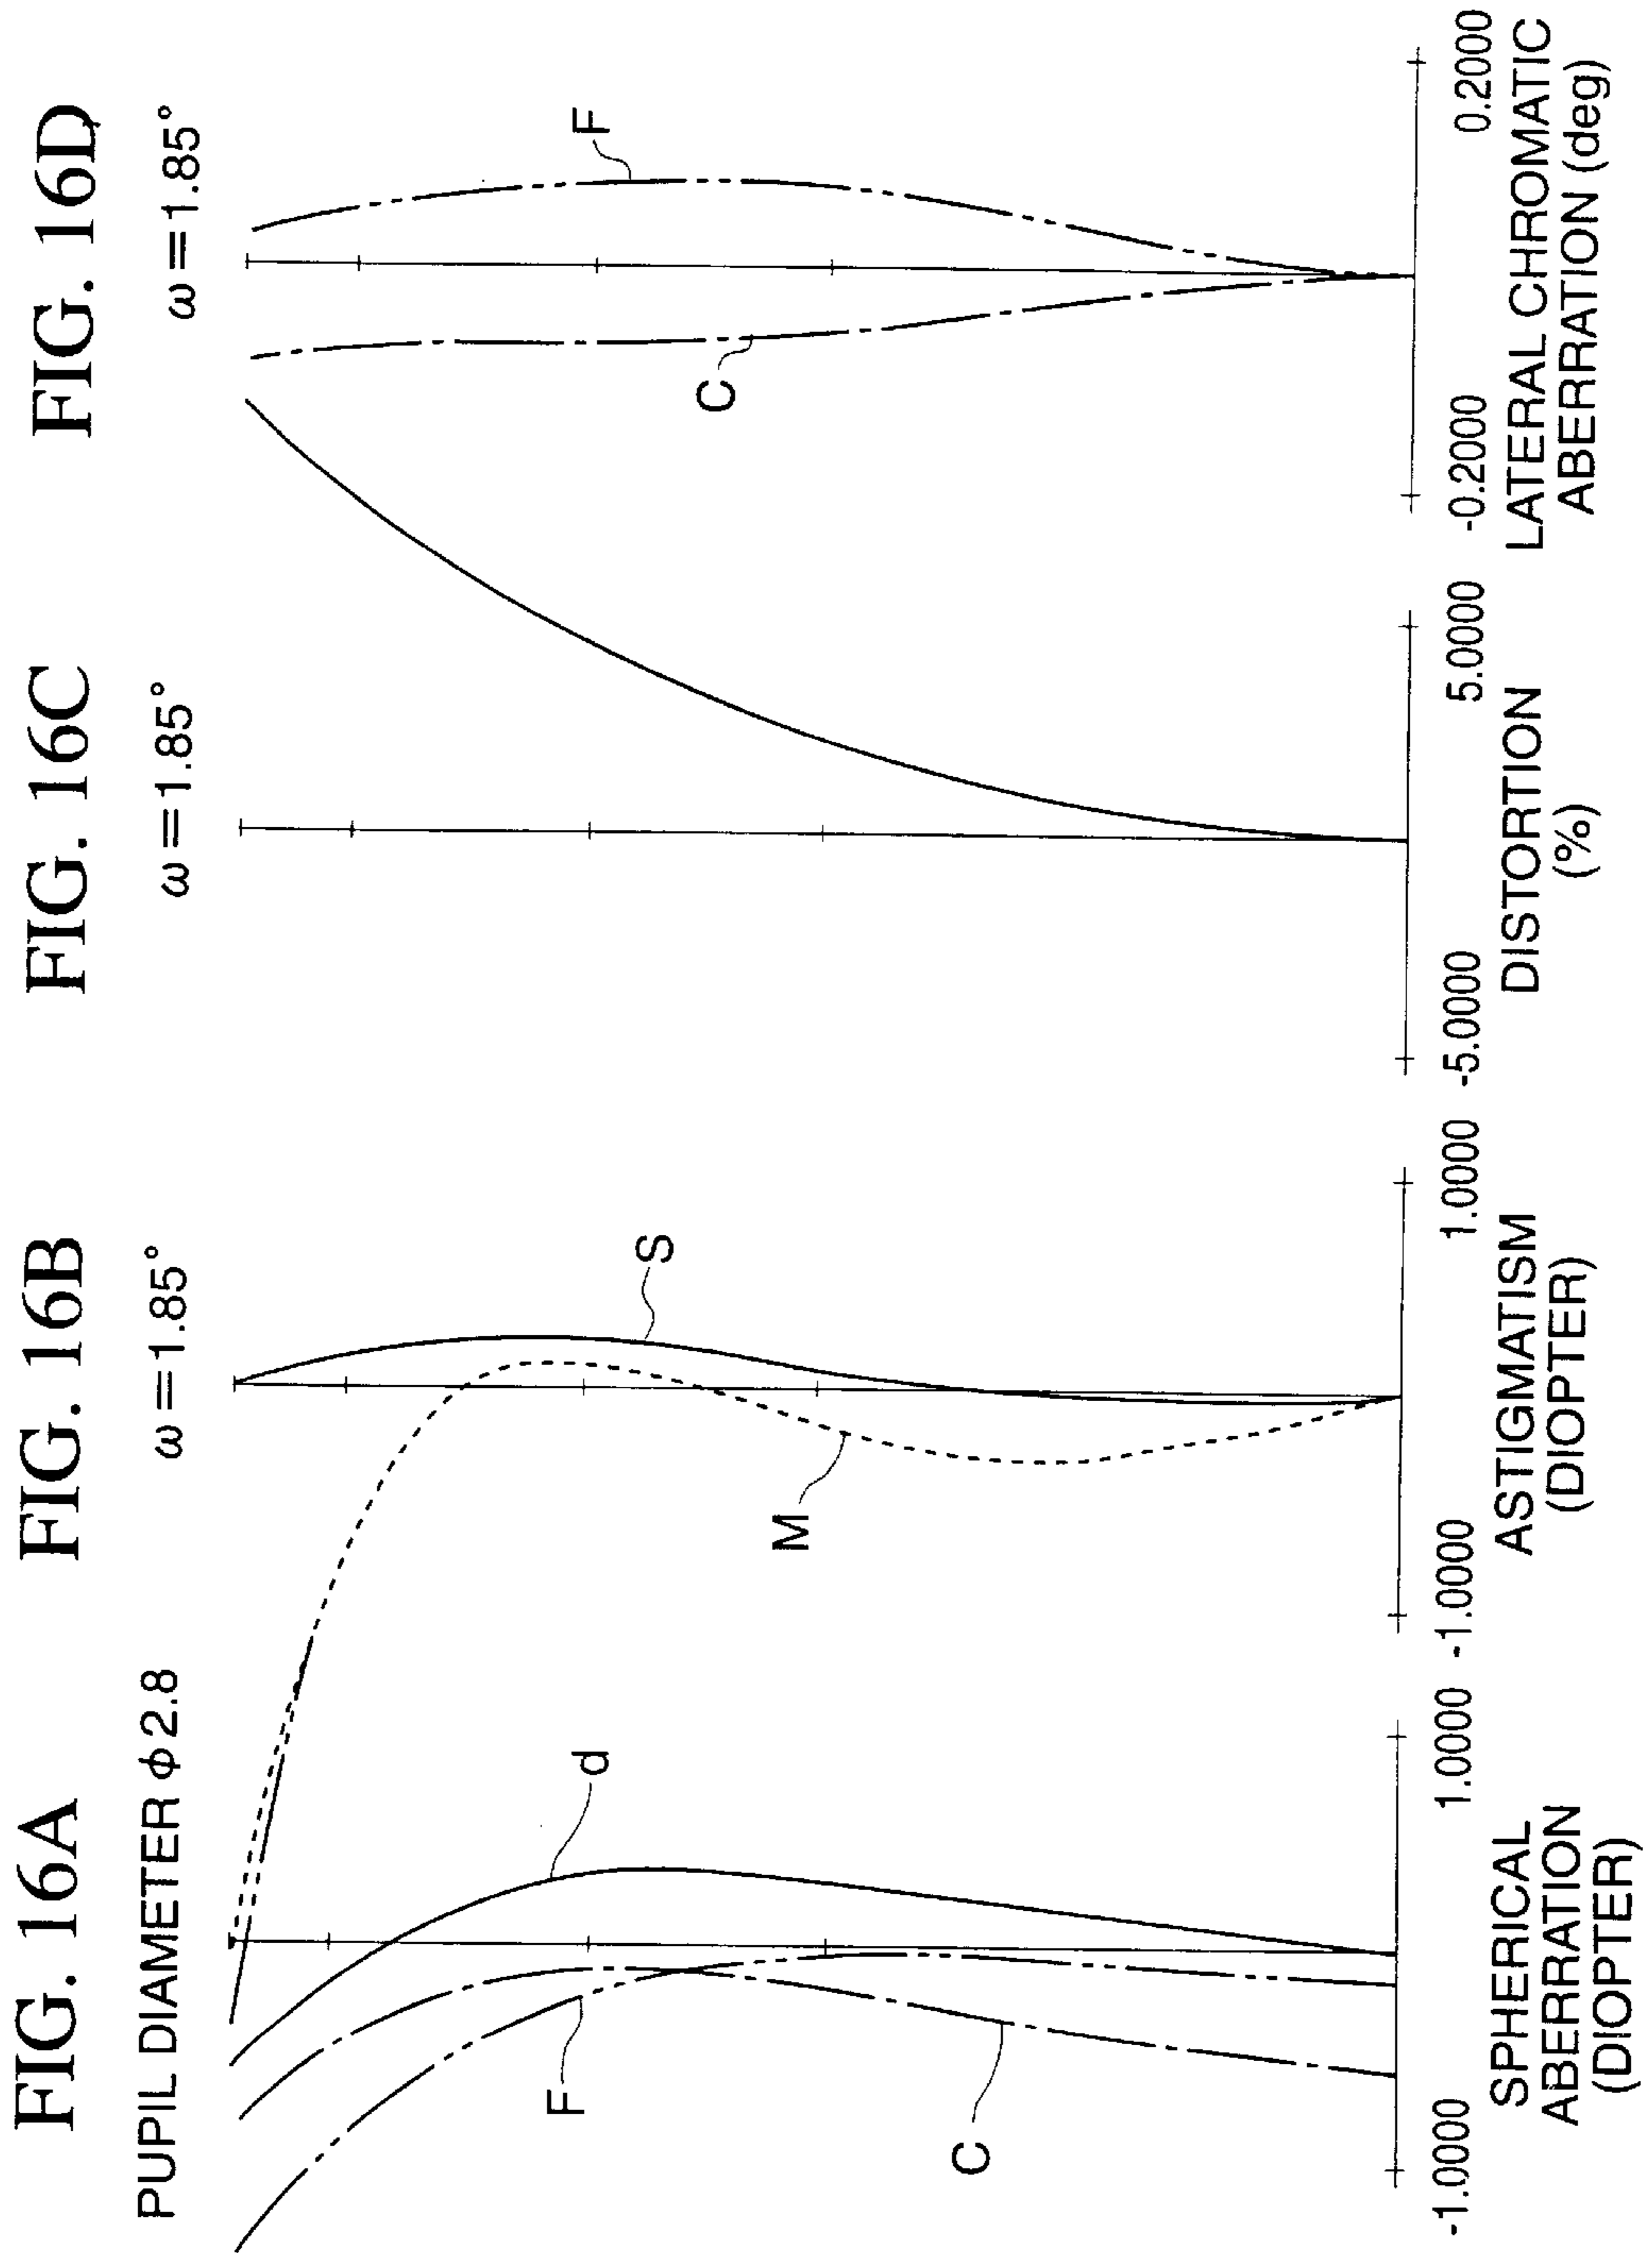 FIG. 16A
PUPIL DIAMETER ϕ2.8
d
F
C
-1.0000
1.0000
SPHERICAL
ABERRATION
(DIOPTER)
FIG. 16B
ω=1.85°
S
M
-1.0000
1.0000
ASTIGMATISM
(DIOPTER)
FIG. 16C
ω=1.85°
-5.0000
5.0000
DISTORTION
(%)
FIG. 16D
ω=1.85°
F
C
-0.2000
0.2000
LATERAL CHROMATIC
ABERRATION (deg)